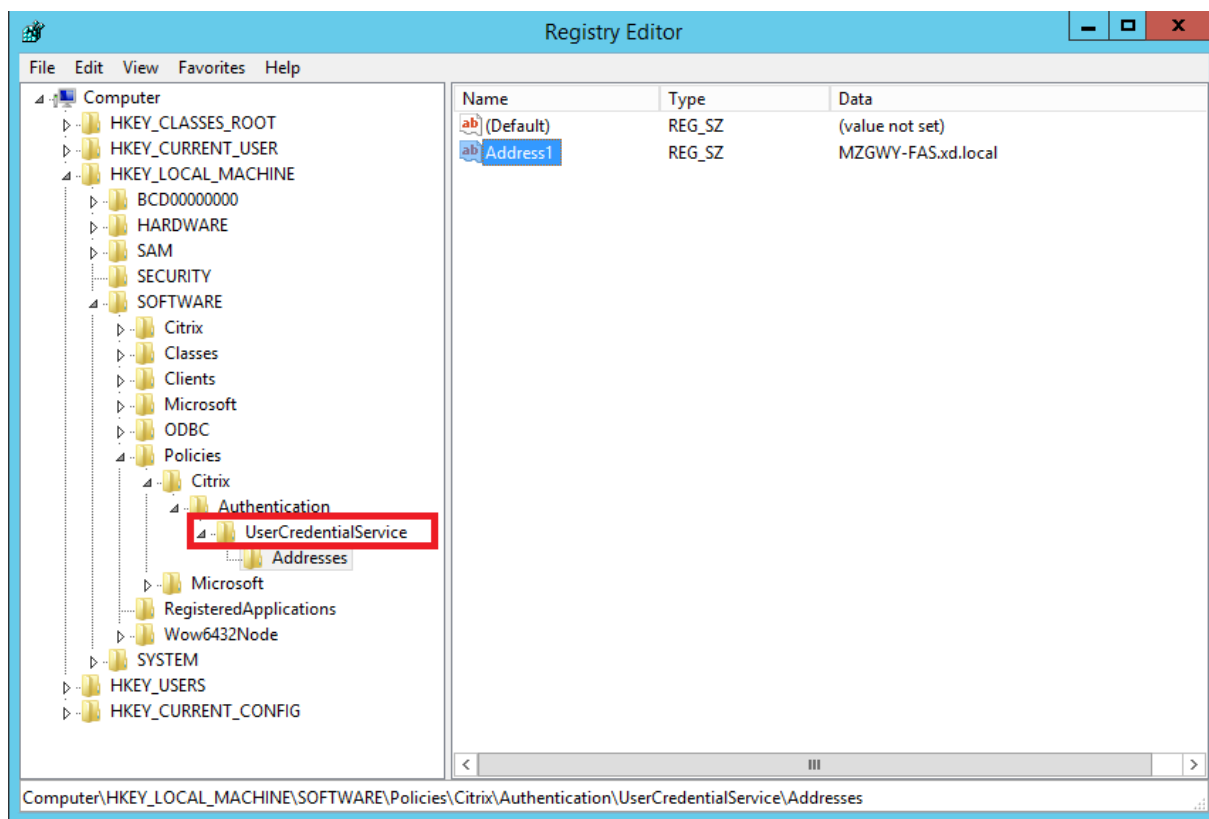 Registry Editor
File Edit View Favorites Help
Computer
HKEY_CLASSES_ROOT
HKEY_CURRENT_USER
HKEY_LOCAL_MACHINE
BCD00000000
HARDWARE
SAM
SECURITY
SOFTWARE
Citrix
Classes
Clients
Microsoft
ODBC
Policies
Citrix
Authentication
UserCredentialService
Addresses
Microsoft
RegisteredApplications
Wow6432Node
SYSTEM
HKEY_USERS
HKEY_CURRENT_CONFIG
Name Type Data
ab (Default) REG_SZ (value not set)
ab Address1 REG_SZ MZGWY-FAS.xd.local
Computer\HKEY_LOCAL_MACHINE\SOFTWARE\Policies\Citrix\Authentication\UserCredentialService\Addresses